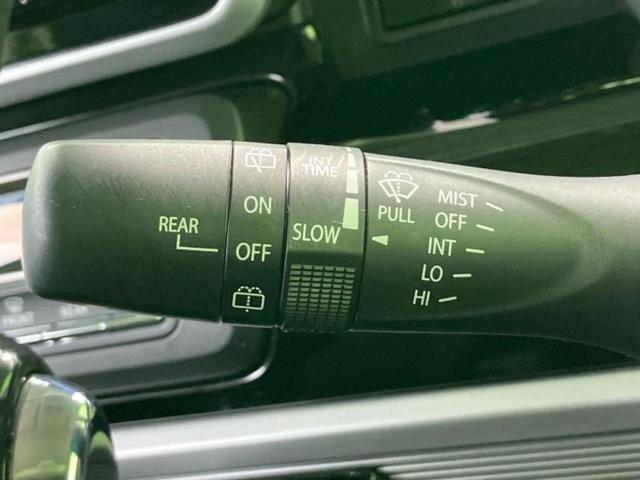 REAR
ON
OFF
INT
TIME
SLOW
PULL
MIST
OFF
INT
LO
HI